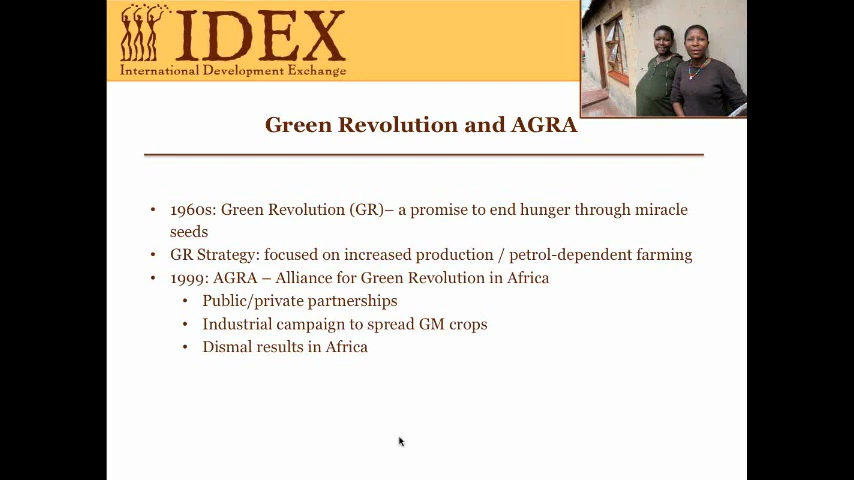 IDEX
International Development Exchange
Green Revolution and AGRA
• 1960s: Green Revolution (GR)– a promise to end hunger through miracle
seeds
• GR Strategy: focused on increased production / petrol-dependent farming
• 1999: AGRA – Alliance for Green Revolution in Africa
• Public/private partnerships
• Industrial campaign to spread GM crops
• Dismal results in Africa